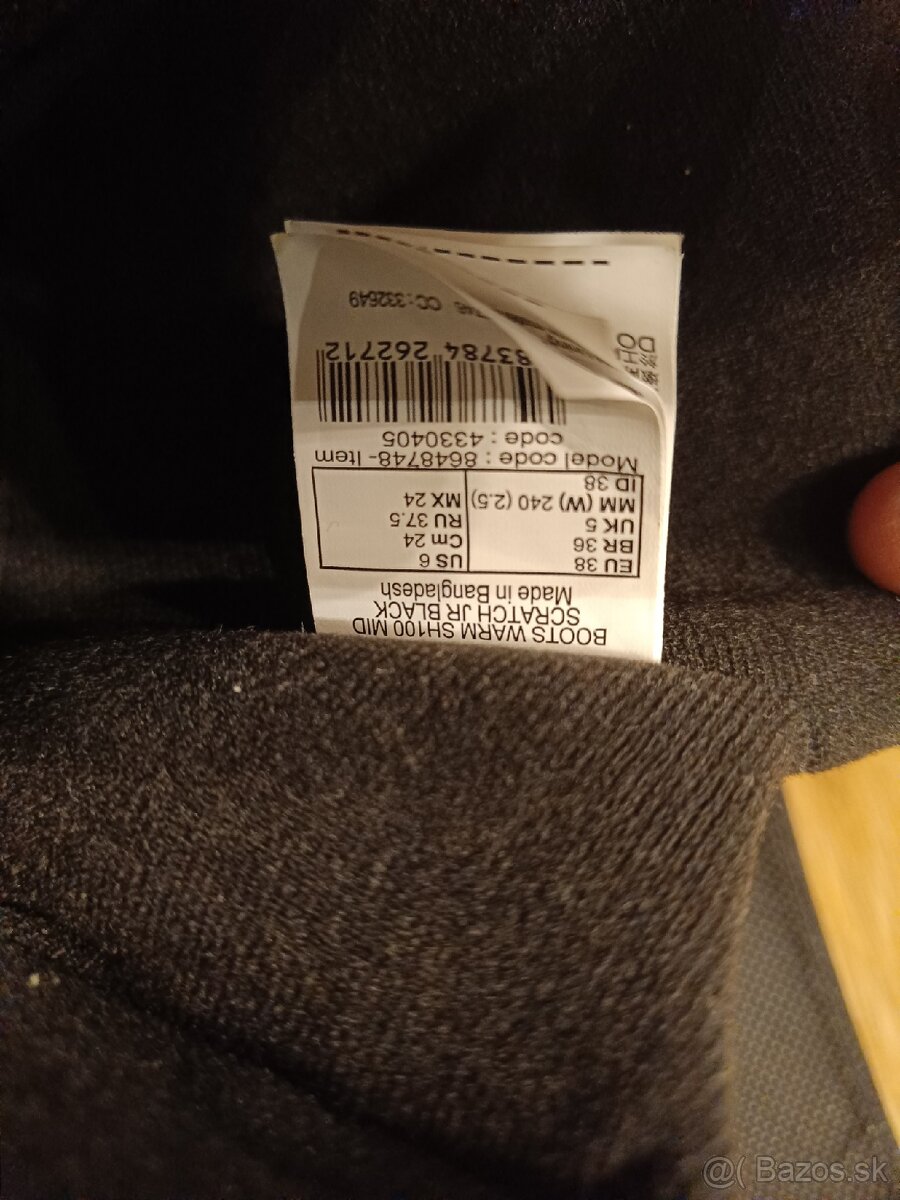 BOOTS WARM SH100 MID
SCRATCH JR BLACK
Made in Bangladesh
EU 38 US 6
BR 36 Cm 24
UK 5 RU 37.5
MM (W) 240 (2.5) MX 24
ID 38
Model code : 8648748- Item
code : 4330405
83784 262712
CC:332649
@( Bazos.sk